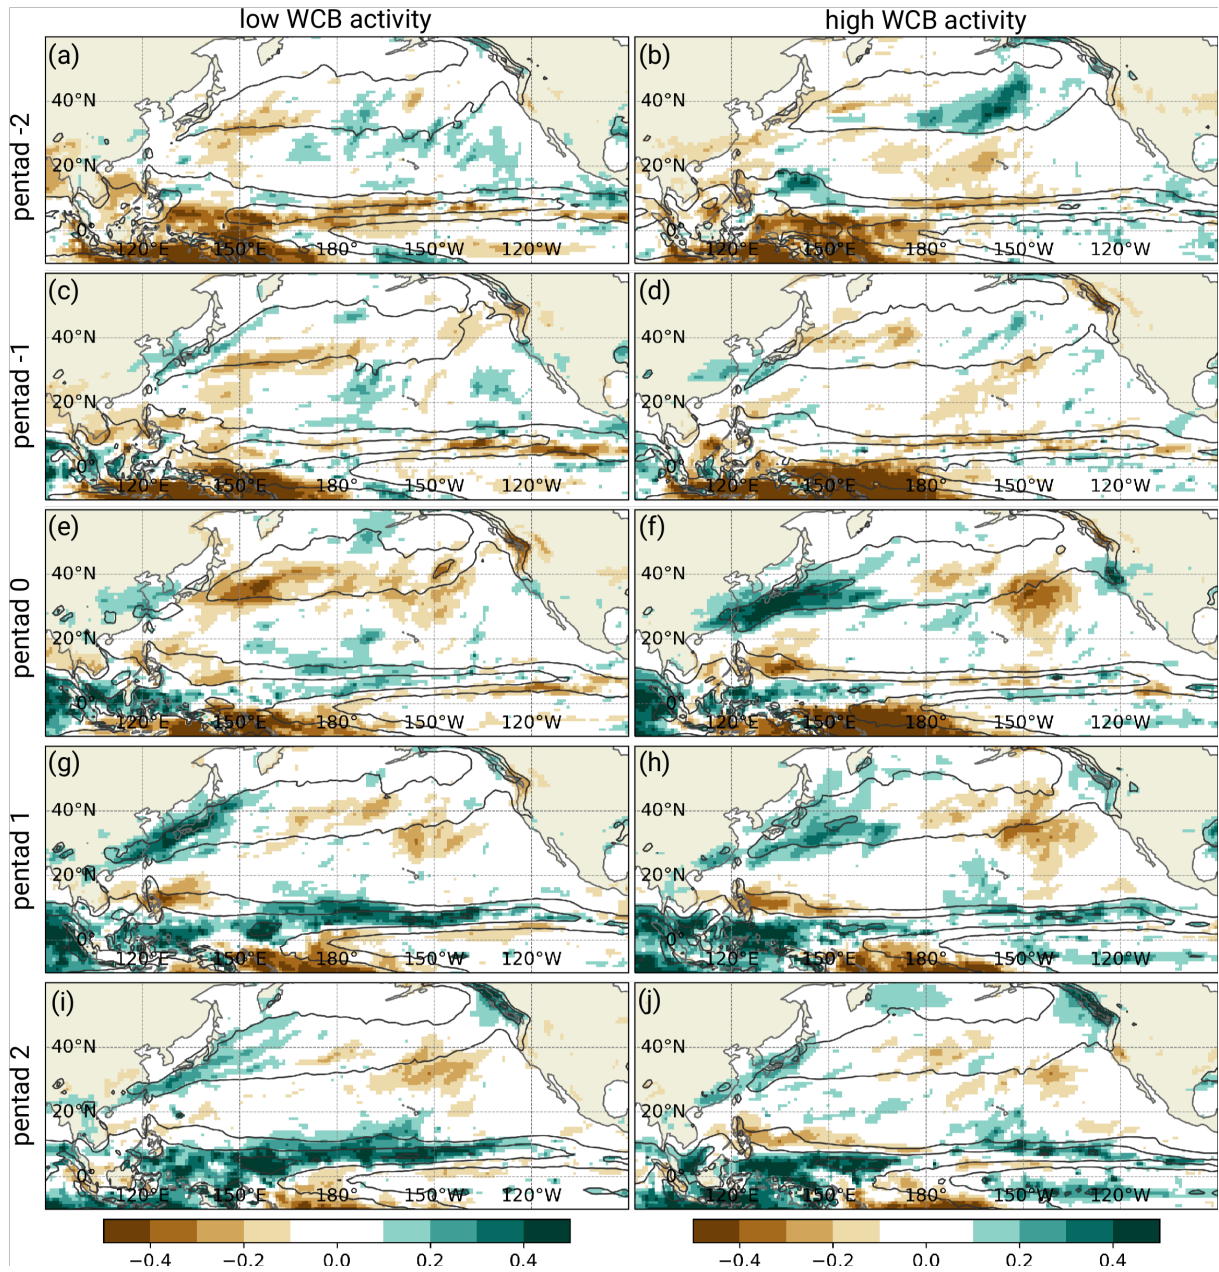 low WCB activity
high WCB activity
pentad -2
(a)
40°N
20°N
0°
120°E 150°E 180° 150°W 120°W
(b)
40°N
20°N
0°
120°E 150°E 180° 150°W 120°W
pentad -1
(c)
40°N
20°N
0°
120°E 150°E 180° 150°W 120°W
(d)
40°N
20°N
0°
120°E 150°E 180° 150°W 120°W
pentad 0
(e)
40°N
20°N
0°
120°E 150°E 180° 150°W 120°W
(f)
40°N
20°N
0°
120°E 150°E 180° 150°W 120°W
pentad 1
(g)
40°N
20°N
0°
120°E 150°E 180° 150°W 120°W
(h)
40°N
20°N
0°
120°E 150°E 180° 150°W 120°W
pentad 2
(i)
40°N
20°N
0°
120°E 150°E 180° 150°W 120°W
(j)
40°N
20°N
0°
120°E 150°E 180° 150°W 120°W
−0.4 −0.2 0.0 0.2 0.4
−0.4 −0.2 0.0 0.2 0.4